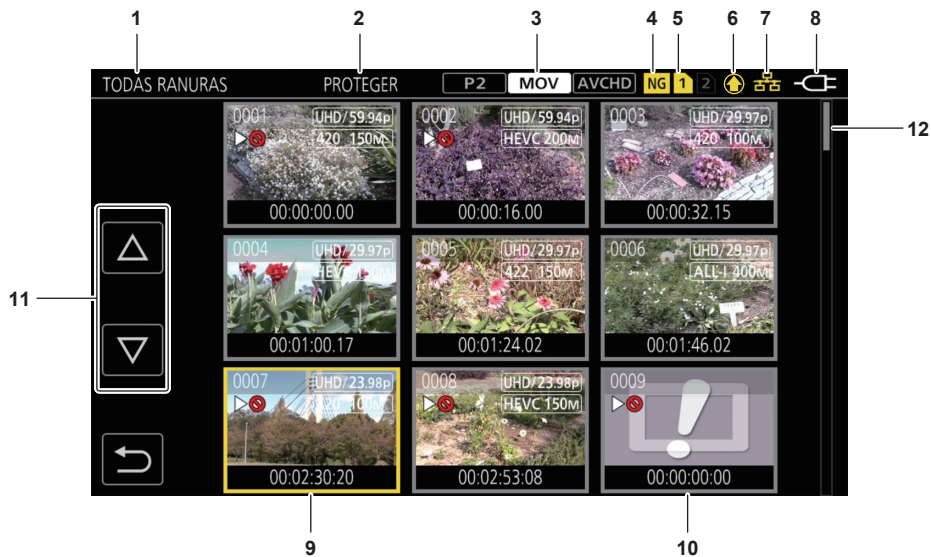 1 2 3 4 5 6 7 8
TODAS RANURAS PROTEGER P2 MOV AVCHD NG 1 2
12
0001 UHD/59.94p
420 150M
00:00:00.00
0002 UHD/59.94p
HEVC 200M
00:00:16.00
0003 UHD/29.97p
420 100M
00:00:32.15
11
0004 UHD/29.97p
HEVC 150M
00:01:00.17
0005 UHD/29.97p
422 150M
00:01:24.02
0006 UHD/29.97p
ALL-I 400M
00:01:46.02
0007 UHD/23.98p
420 100M
00:02:30:20
0008 UHD/23.98p
HEVC 150M
00:02:53:08
0009
00:00:00:00
9 10